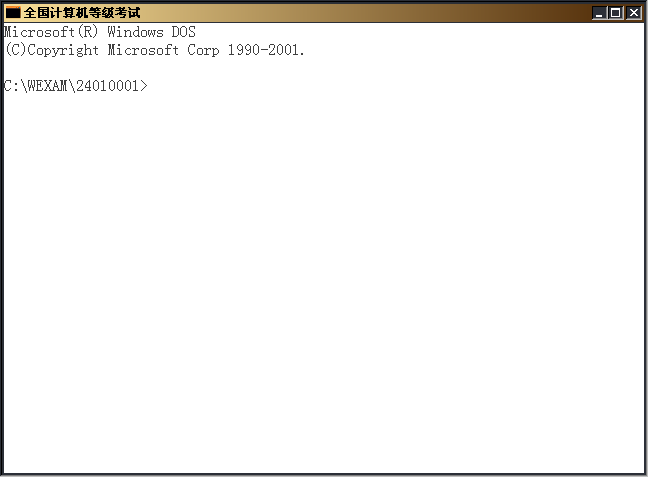 全国计算机等级考试
Microsoft(R) Windows DOS
(C)Copyright Microsoft Corp 1990-2001.
C:\WEXAM\24010001>